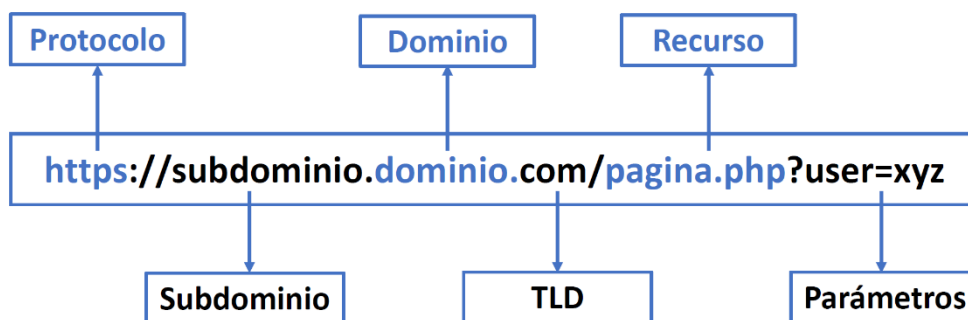 Protocolo Dominio Recurso
https://subdominio.dominio.com/pagina.php?user=xyz
Subdominio TLD Parámetros